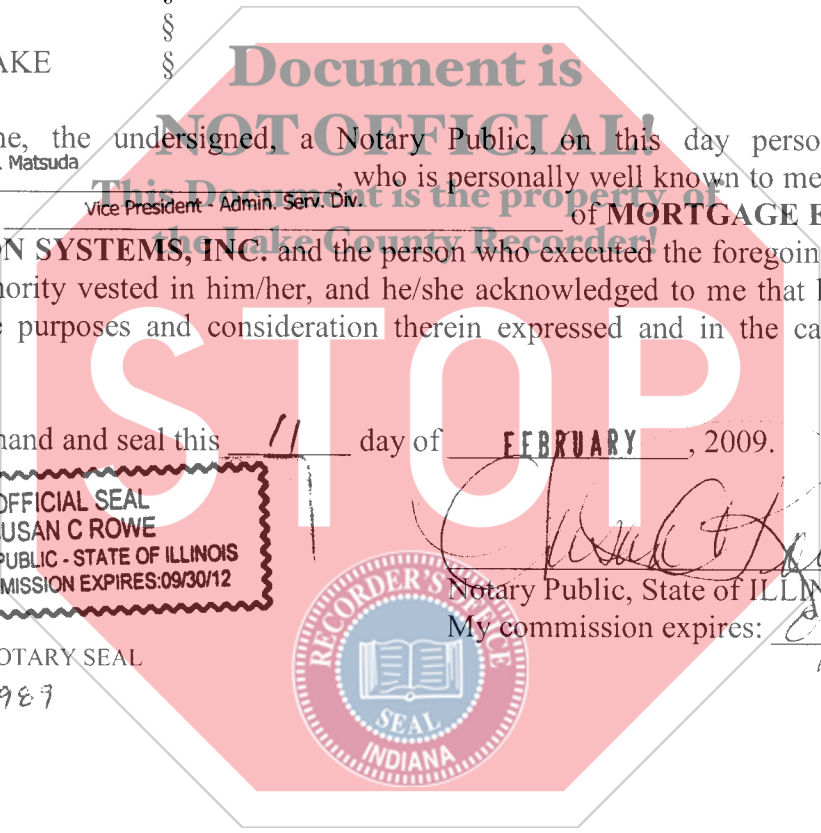 §
§
AKE §
Document is
NOT OFFICIAL!
This Document is the property of
the Lake County Recorder!
ne, the undersigned, a Notary Public, on this day perso
. Matsuda
, who is personally well known to me
Vice President - Admin. Serv. Div. of MORTGAGE E
ON SYSTEMS, INC. and the person who executed the foregoin
hority vested in him/her, and he/she acknowledged to me that h
e purposes and consideration therein expressed and in the ca
STOP
hand and seal this 11 day of FEBRUARY, 2009.
OFFICIAL SEAL
USAN C ROWE
PUBLIC - STATE OF ILLINOIS
MISSION EXPIRES:09/30/12
Notary Public, State of ILLIN
My commission expires:
OTARY SEAL
989
RECORDER'S OFFICE
SEAL
INDIANA